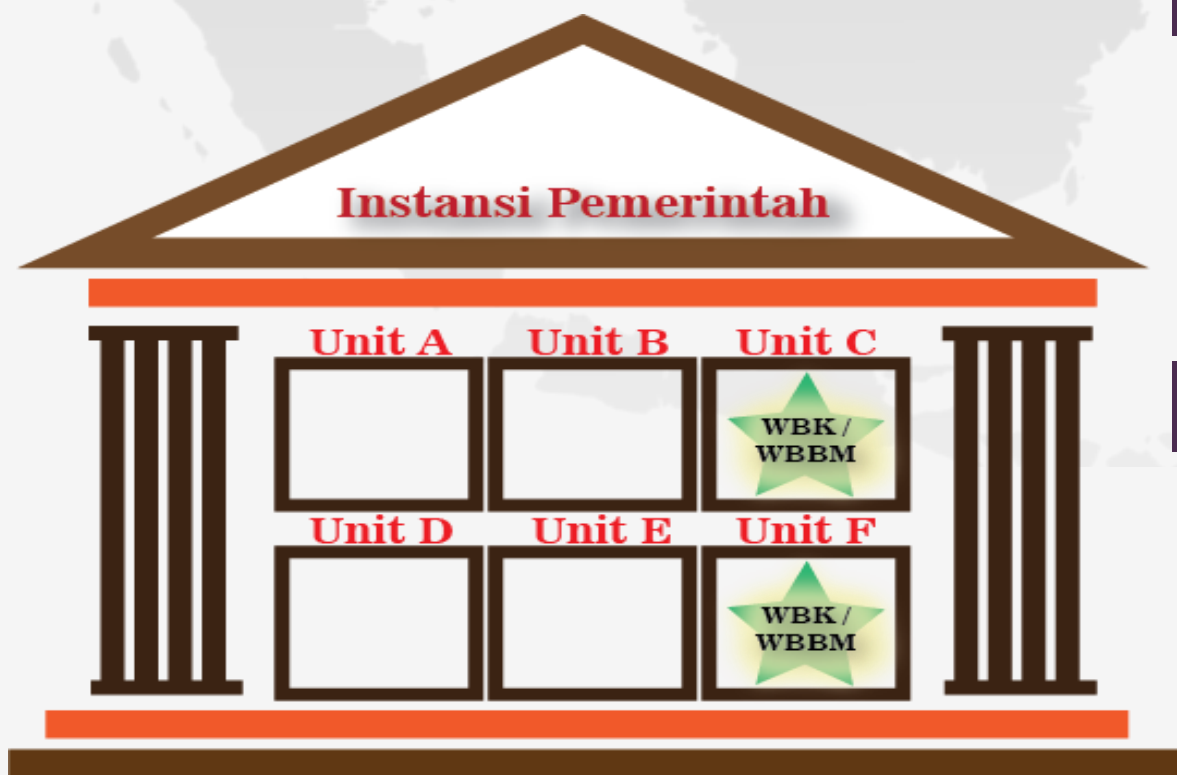 Instansi Pemerintah
Unit A
Unit B
Unit C
WBK /
WBBM
Unit D
Unit E
Unit F
WBK /
WBBM